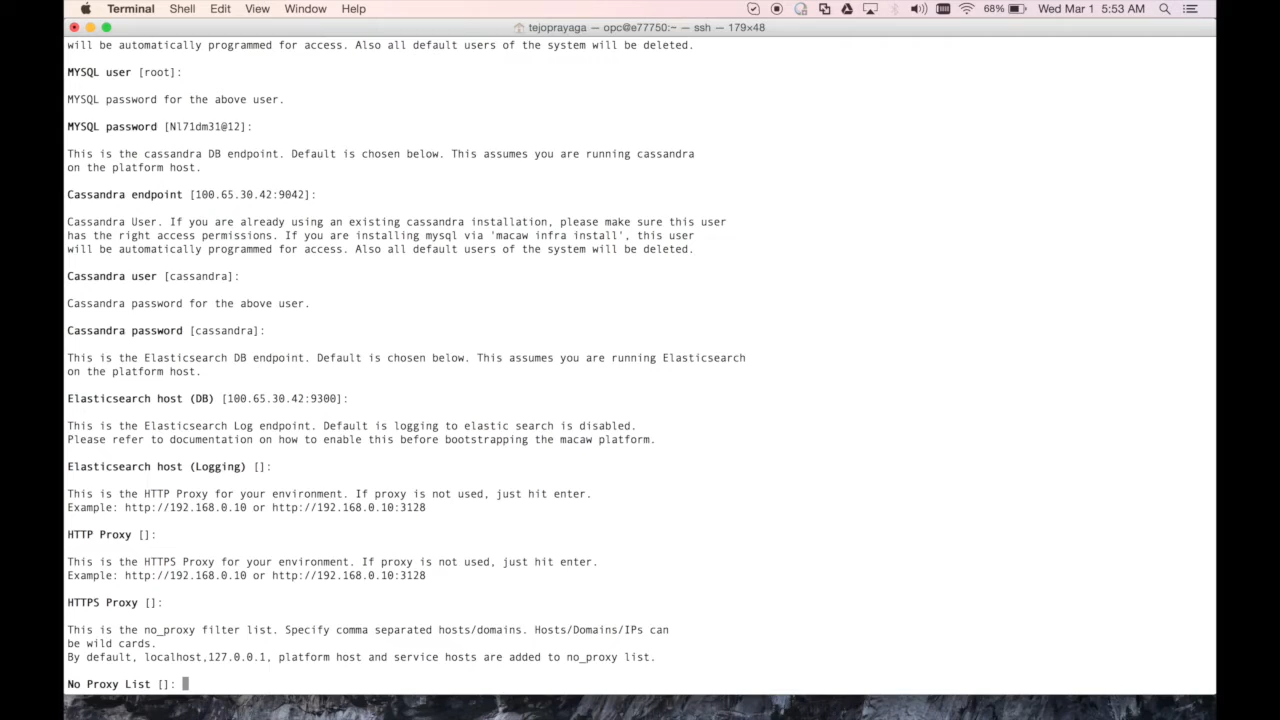 Terminal Shell Edit View Window Help 68% Wed Mar 1 5:53 AM
tejoprayaga — opc@e77750:~ — ssh — 179×48
will be automatically programmed for access. Also all default users of the system will be deleted.
MYSQL user [root]:
MYSQL password for the above user.
MYSQL password [Nl71dm31@12]:
This is the cassandra DB endpoint. Default is chosen below. This assumes you are running cassandra
on the platform host.
Cassandra endpoint [100.65.30.42:9042]:
Cassandra User. If you are already using an existing cassandra installation, please make sure this user
has the right access permissions. If you are installing mysql via 'macaw infra install', this user
will be automatically programmed for access. Also all default users of the system will be deleted.
Cassandra user [cassandra]:
Cassandra password for the above user.
Cassandra password [cassandra]:
This is the Elasticsearch DB endpoint. Default is chosen below. This assumes you are running Elasticsearch
on the platform host.
Elasticsearch host (DB) [100.65.30.42:9300]:
This is the Elasticsearch Log endpoint. Default is logging to elastic search is disabled.
Please refer to documentation on how to enable this before bootstrapping the macaw platform.
Elasticsearch host (Logging) []:
This is the HTTP Proxy for your environment. If proxy is not used, just hit enter.
Example: http://192.168.0.10 or http://192.168.0.10:3128
HTTP Proxy []:
This is the HTTPS Proxy for your environment. If proxy is not used, just hit enter.
Example: http://192.168.0.10 or http://192.168.0.10:3128
HTTPS Proxy []:
This is the no_proxy filter list. Specify comma separated hosts/domains. Hosts/Domains/IPs can
be wild cards.
By default, localhost,127.0.0.1, platform host and service hosts are added to no_proxy list.
No Proxy List []: